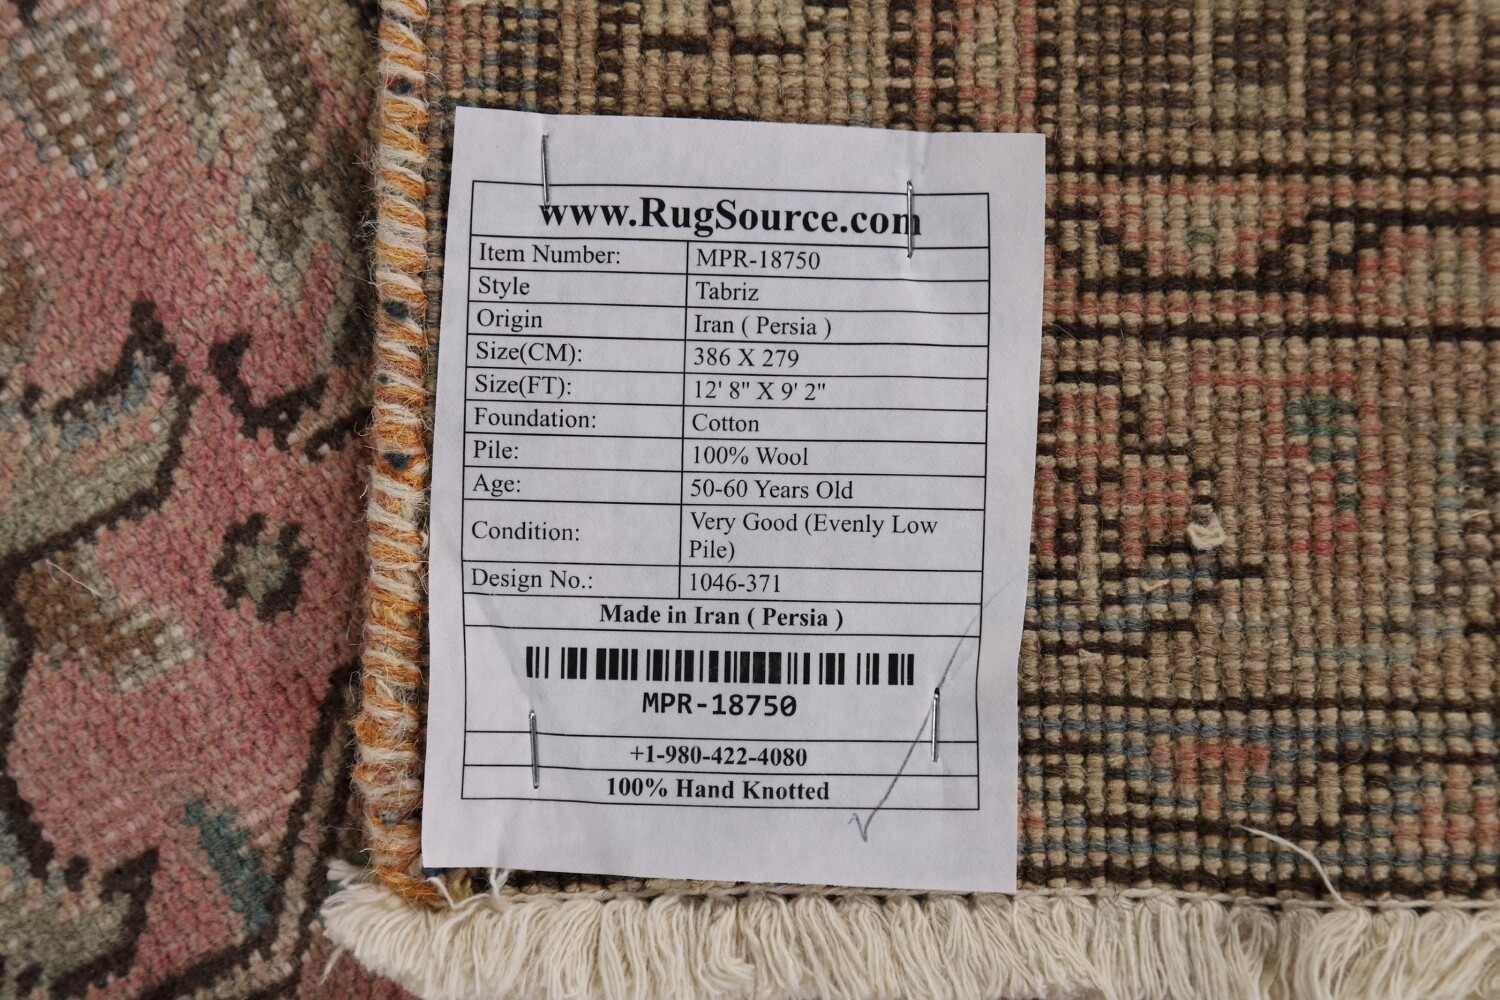 www.RugSource.com
Item Number: MPR-18750
Style Tabriz
Origin Iran ( Persia )
Size(CM): 386 X 279
Size(FT): 12' 8" X 9' 2"
Foundation: Cotton
Pile: 100% Wool
Age: 50-60 Years Old
Condition: Very Good (Evenly Low
Pile)
Design No.: 1046-371
Made in Iran ( Persia )
MPR-18750
+1-980-422-4080
100% Hand Knotted